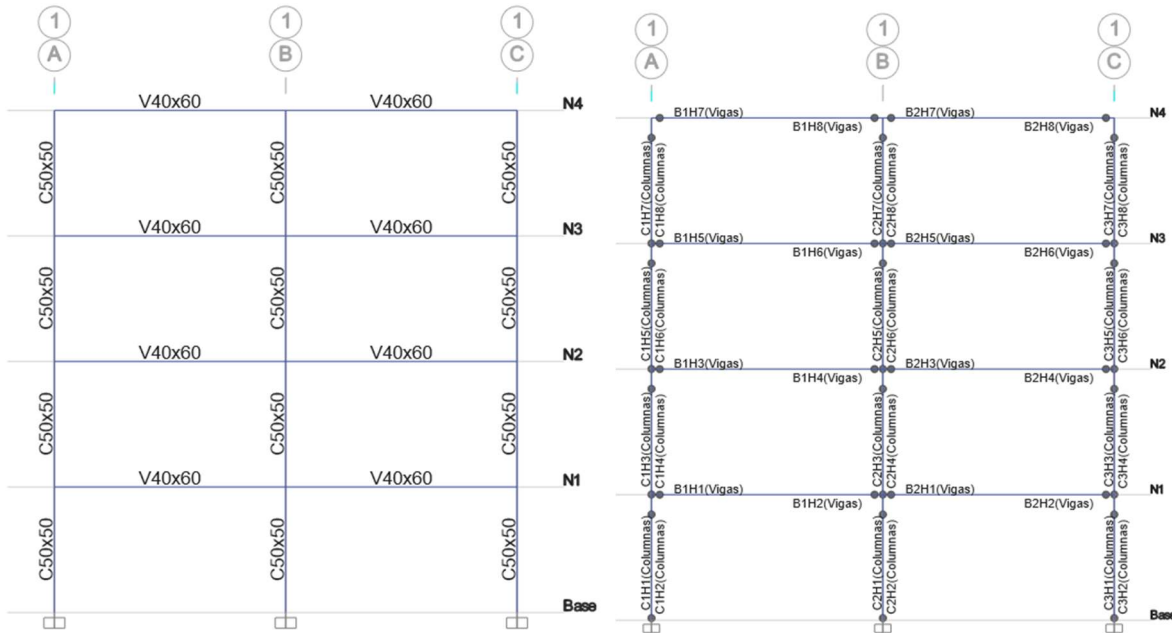 1 1 1
A B C
V40x60 V40x60 N4
C50x50 C50x50 C50x50
V40x60 V40x60 N3
C50x50 C50x50 C50x50
V40x60 V40x60 N2
C50x50 C50x50 C50x50
V40x60 V40x60 N1
C50x50 C50x50 C50x50
Base
1 1 1
A B C
B1H7(Vigas) B2H7(Vigas) N4
B1H8(Vigas) B2H8(Vigas)
C1H7(Columnas) C1H8(Columnas) C2H7(Columnas) C2H8(Columnas) C3H7(Columnas) C3H8(Columnas)
B1H5(Vigas) B2H5(Vigas) N3
B1H6(Vigas) B2H6(Vigas)
C1H5(Columnas) C1H6(Columnas) C2H5(Columnas) C2H6(Columnas) C3H5(Columnas) C3H6(Columnas)
B1H3(Vigas) B2H3(Vigas) N2
B1H4(Vigas) B2H4(Vigas)
C1H3(Columnas) C1H4(Columnas) C2H3(Columnas) C2H4(Columnas) C3H3(Columnas) C3H4(Columnas)
B1H1(Vigas) B2H1(Vigas) N1
B1H2(Vigas) B2H2(Vigas)
C1H1(Columnas) C1H2(Columnas) C2H1(Columnas) C2H2(Columnas) C3H1(Columnas) C3H2(Columnas)
Base